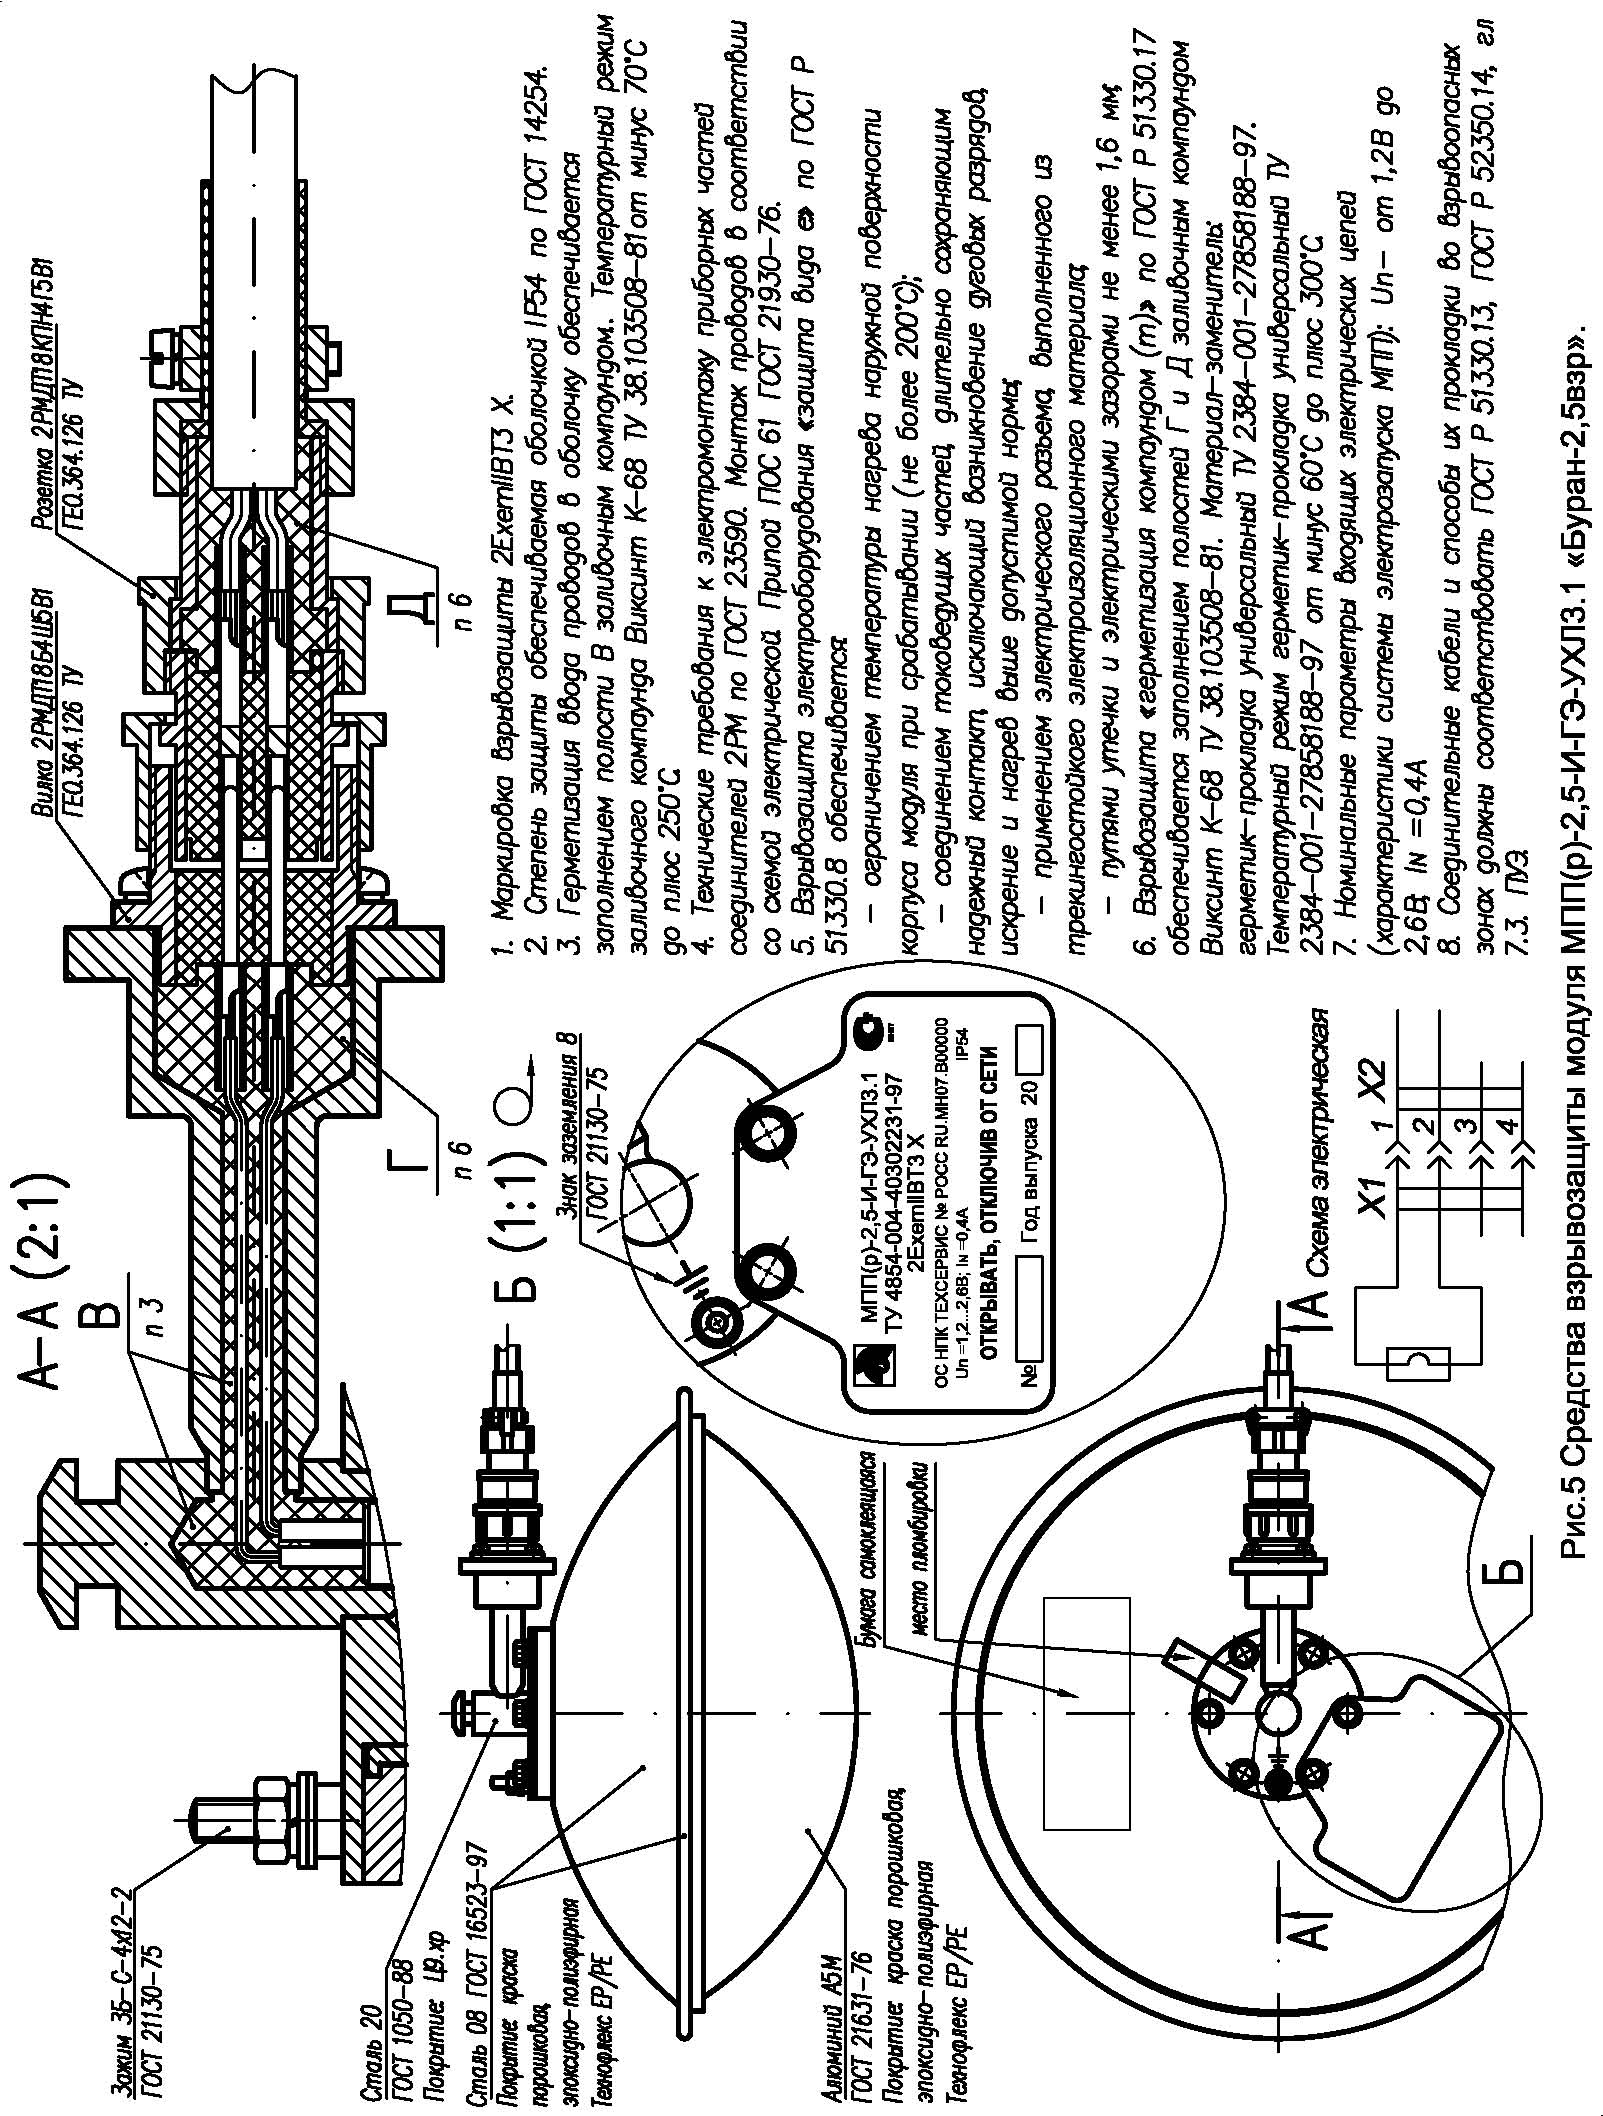 А–А (2:1)
В
п 3
Вилка 2РМДТ18Б4Ш5В1
ГЕ0.364.126 ТУ
Розетка 2РМДТ18КПН4Г5В1
ГЕ0.364.126 ТУ
Г
п 6
Д
п 6
Зажим ЗБ-С-4х12-2
ГОСТ 21130-75
Сталь 20
ГОСТ 1050-88
Покрытие: Ц9.хр
Сталь 08 ГОСТ 16523-97
Покрытие: краска
порошковая,
эпоксидно-полиэфирная
Технофлекс ЕР/РЕ
Алюминий А5М
ГОСТ 21631-76
Покрытие: краска порошковая,
эпоксидно-полиэфирная
Технофлекс ЕР/РЕ
Б (1:1)
Знак заземления 8
ГОСТ 21130-75
МПП(р)-2,5-И-ГЭ-УХЛ3.1
ТУ 4854-004-40302231-97
2ExemIIBT3 X
ОС НПК ТЕХСЕРВИС № РОСС RU.МН07.В00000
Un =1,2...2,6В; IN =0,4А IP54
ОТКРЫВАТЬ, ОТКЛЮЧИВ ОТ СЕТИ
№ Год выпуска 20
Бумага самоклеящаяся
место пломбировки
А
А
Б
Схема электрическая
X1 X2
1
2
3
4
1. Маркировка взрывозащиты 2ExemIIBT3 X.
2. Степень защиты обеспечиваемая оболочкой IP54 по ГОСТ 14254.
3. Герметизация ввода проводов в оболочку обеспечивается
заполнением полости В заливочным компаундом.. Температурный режим
заливочного компаунда Виксинт К-68 ТУ 38.103508-81от минус 70°С
до плюс 250°С.
4. Технические требования к электромонтажу приборных частей
соединителей 2РМ по ГОСТ 23590. Монтаж проводов в соответствии
со схемой электрической. Припой ПОС 61 ГОСТ 21930-76.
5. Взрывозащита электрооборудования «защита вида е» по ГОСТ Р
51330.8 обеспечивается:
– ограничением температуры нагрева наружной поверхности
корпуса модуля при срабатывании (не более 200°С);
– соединением токоведущих частей, длительно сохраняющим
надежный контакт, исключающий возникновение дуговых разрядов,
искрение и нагрев выше допустимой нормы;
– применением электрического разъема, выполненного из
трекингостойкого электроизоляционного материала;
– путями утечки и электрическими зазорами не менее 1,6 мм;
6. Взрывозащита «герметизация компаундом (m)» по ГОСТ Р 51330.17
обеспечивается заполнением полостей Г и Д заливочным компаундом
Виксинт К-68 ТУ 38.103508-81. Материал-заменитель:
герметик-прокладка универсальный ТУ 2384-001-27858188-97.
Температурный режим герметик-прокладка универсальный ТУ
2384-001-27858188-97 от минус 60°С до плюс 300°С.
7. Номинальные параметры входящих электрических цепей
(характеристики системы электрозапуска МПП): Un- от 1,2В до
2,6В; IN =0,4А
8. Соединительные кабели и способы их прокладки во взрывоопасных
зонах должны соответствовать ГОСТ Р 51330.13, ГОСТ Р 52350.14, гл
7.3. ПУЭ.
Рис.5 Средства взрывозащиты модуля МПП(р)-2,5-И-ГЭ-УХЛ3.1 «Буран-2,5взр».